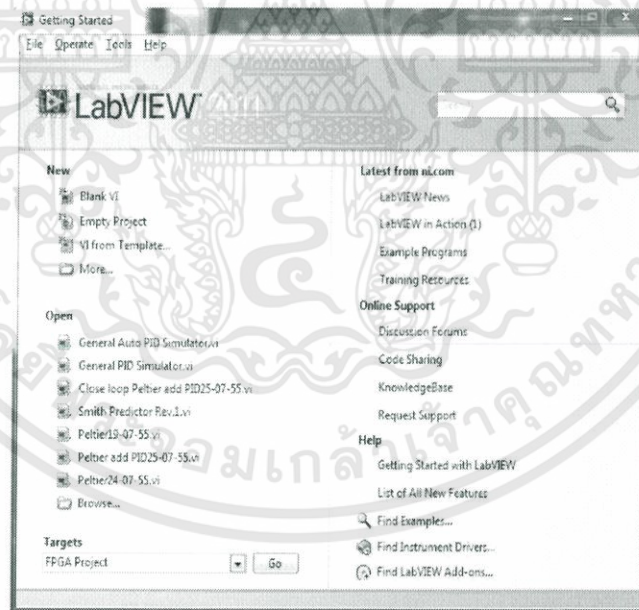 Getting Started
File Operate Tools Help
LabVIEW
New
Blank VI
Empty Project
VI from Template...
More...
Open
General Auto PID Simulator.vi
General PID Simulator.vi
Close loop Peltier add PID25-07-55.vi
Smith Predictor Rev.1.vi
Peltier19-07-55.vi
Peltier add PID25-07-55.vi
Peltier24-07-55.vi
Browse...
Targets
FPGA Project
Go
Latest from ni.com
LabVIEW News
LabVIEW in Action (1)
Example Programs
Training Resources
Online Support
Discussion Forums
Code Sharing
KnowledgeBase
Request Support
Help
Getting Started with LabVIEW
List of All New Features
Find Examples...
Find Instrument Drivers...
Find LabVIEW Add-ons...